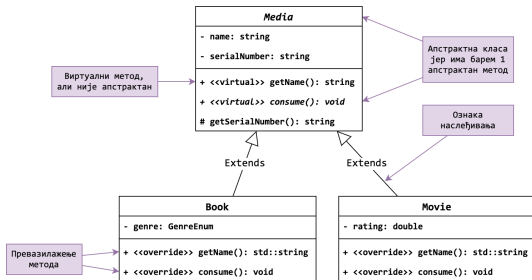 Media
- name: string
- serialNumber: string
+ <<virtual>> getName(): string
+ <<virtual>> consume(): void
# getSerialNumber(): string
Апстрактна класа
јер има барем 1
апстрактан метод
Виртуални метод,
али није апстрактан
Ознака
наслеђивања
Extends
Extends
Book
- genre: GenreEnum
+ <<override>> getName(): std::string
+ <<override>> consume(): void
Movie
- rating: double
+ <<override>> getName(): std::string
+ <<override>> consume(): void
Превазилажење
метода